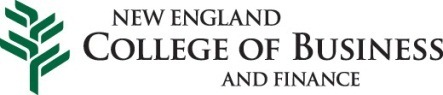 NEW ENGLAND
COLLEGE OF BUSINESS
AND FINANCE